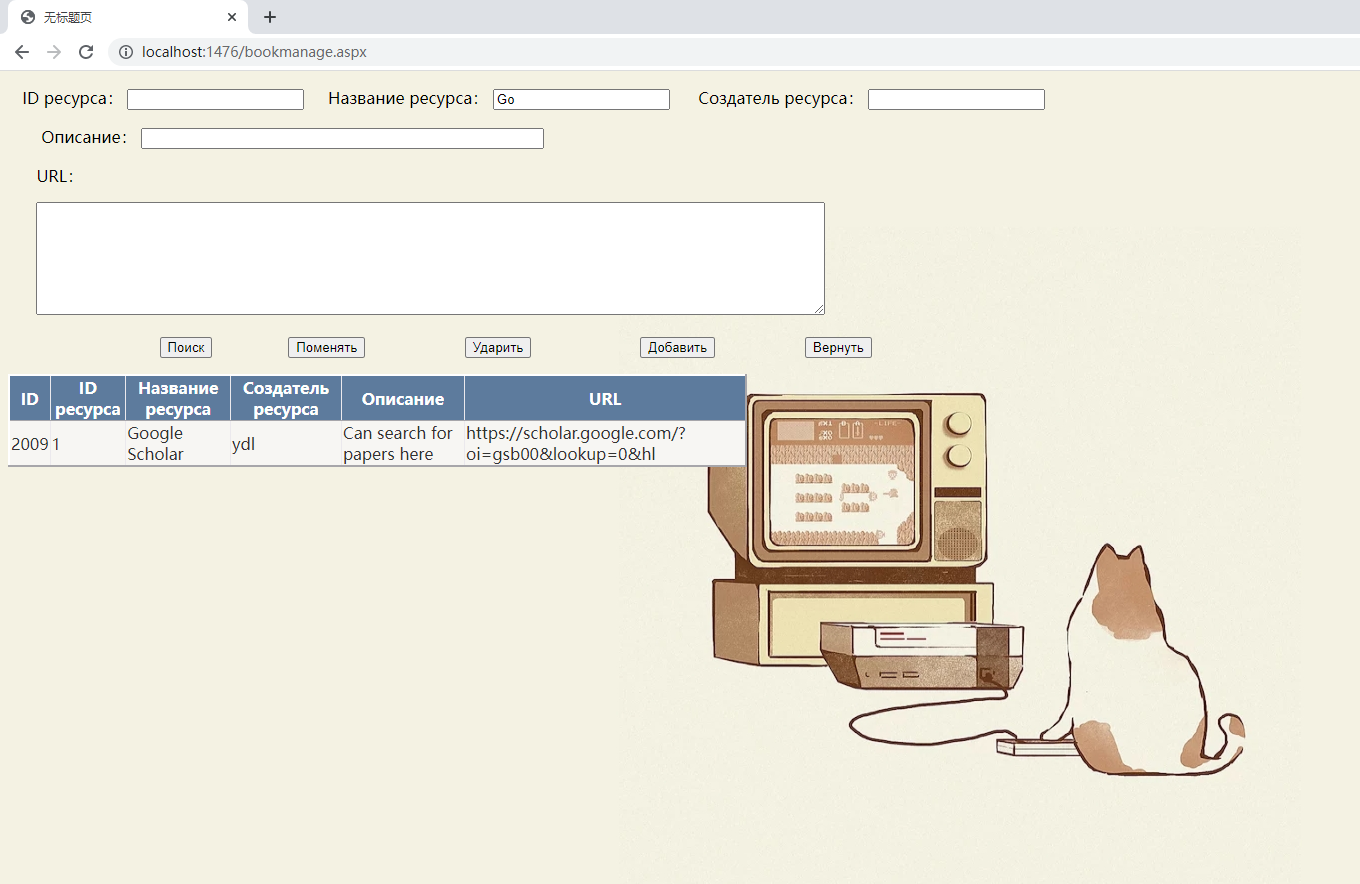 无标题页
localhost:1476/bookmanage.aspx
ID ресурса: Название ресурса: Go Создатель ресурса:
Описание:
URL:
Поиск Поменять Ударить Добавить Вернуть
ID ID ресурса Название ресурса Создатель ресурса Описание URL
2009 1 Google Scholar ydl Can search for papers here https://scholar.google.com/?oi=gsb00&lookup=0&hl
-LIFE-